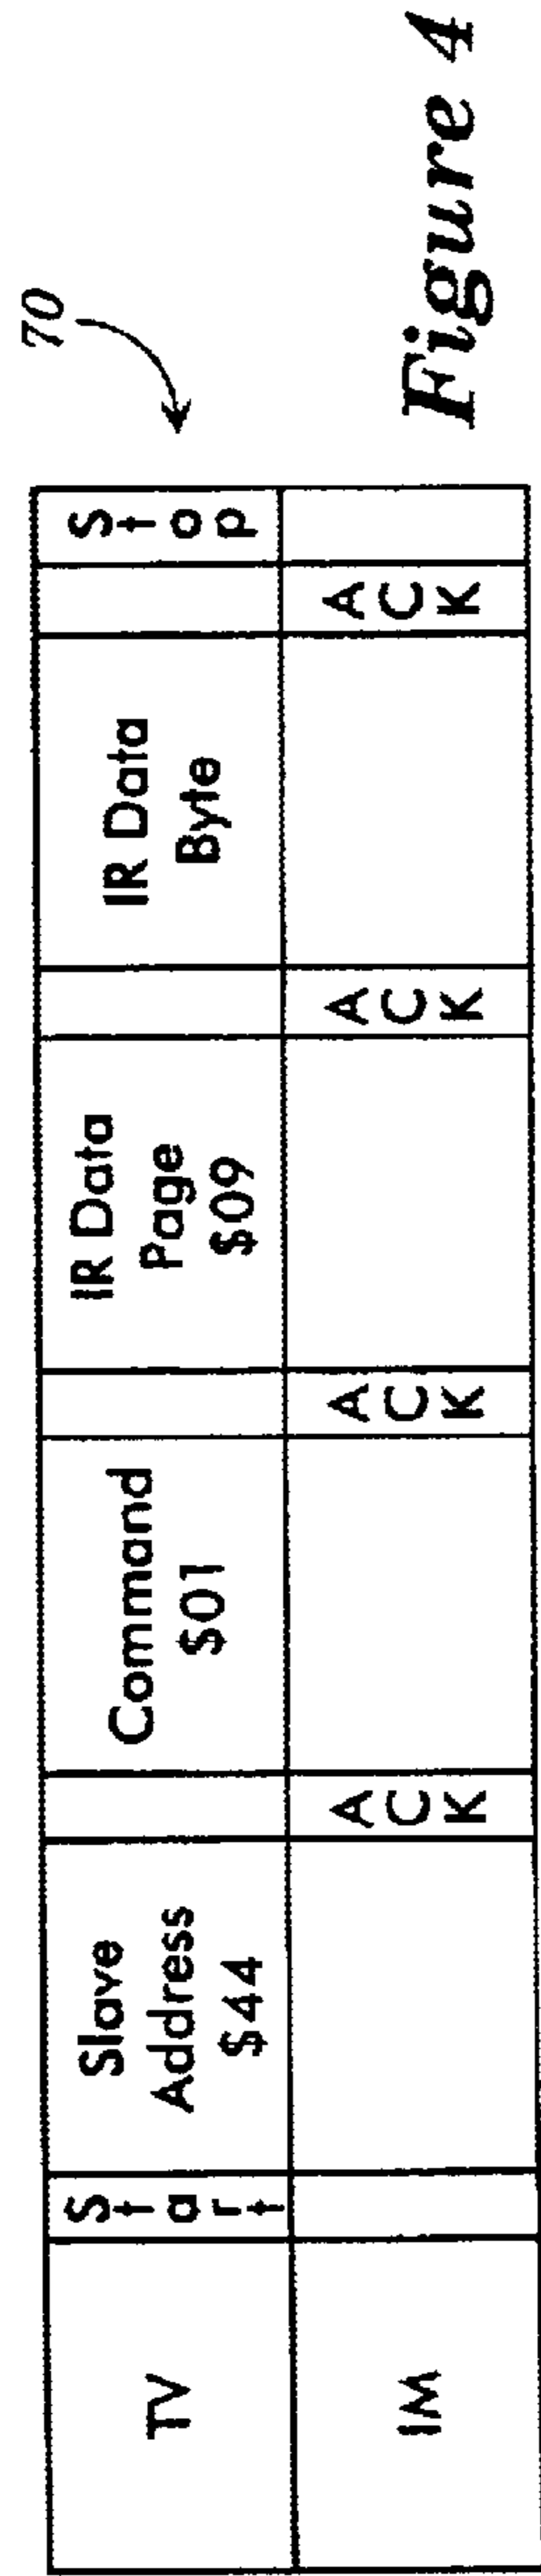 70
TV
Start
Slave
Address
$44
Command
$01
IR Data
Page
$09
IR Data
Byte
Stop
IM
ACK
ACK
ACK
ACK
Figure 4